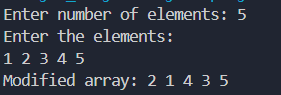 Enter number of elements: 5
Enter the elements:
1 2 3 4 5
Modified array: 2 1 4 3 5